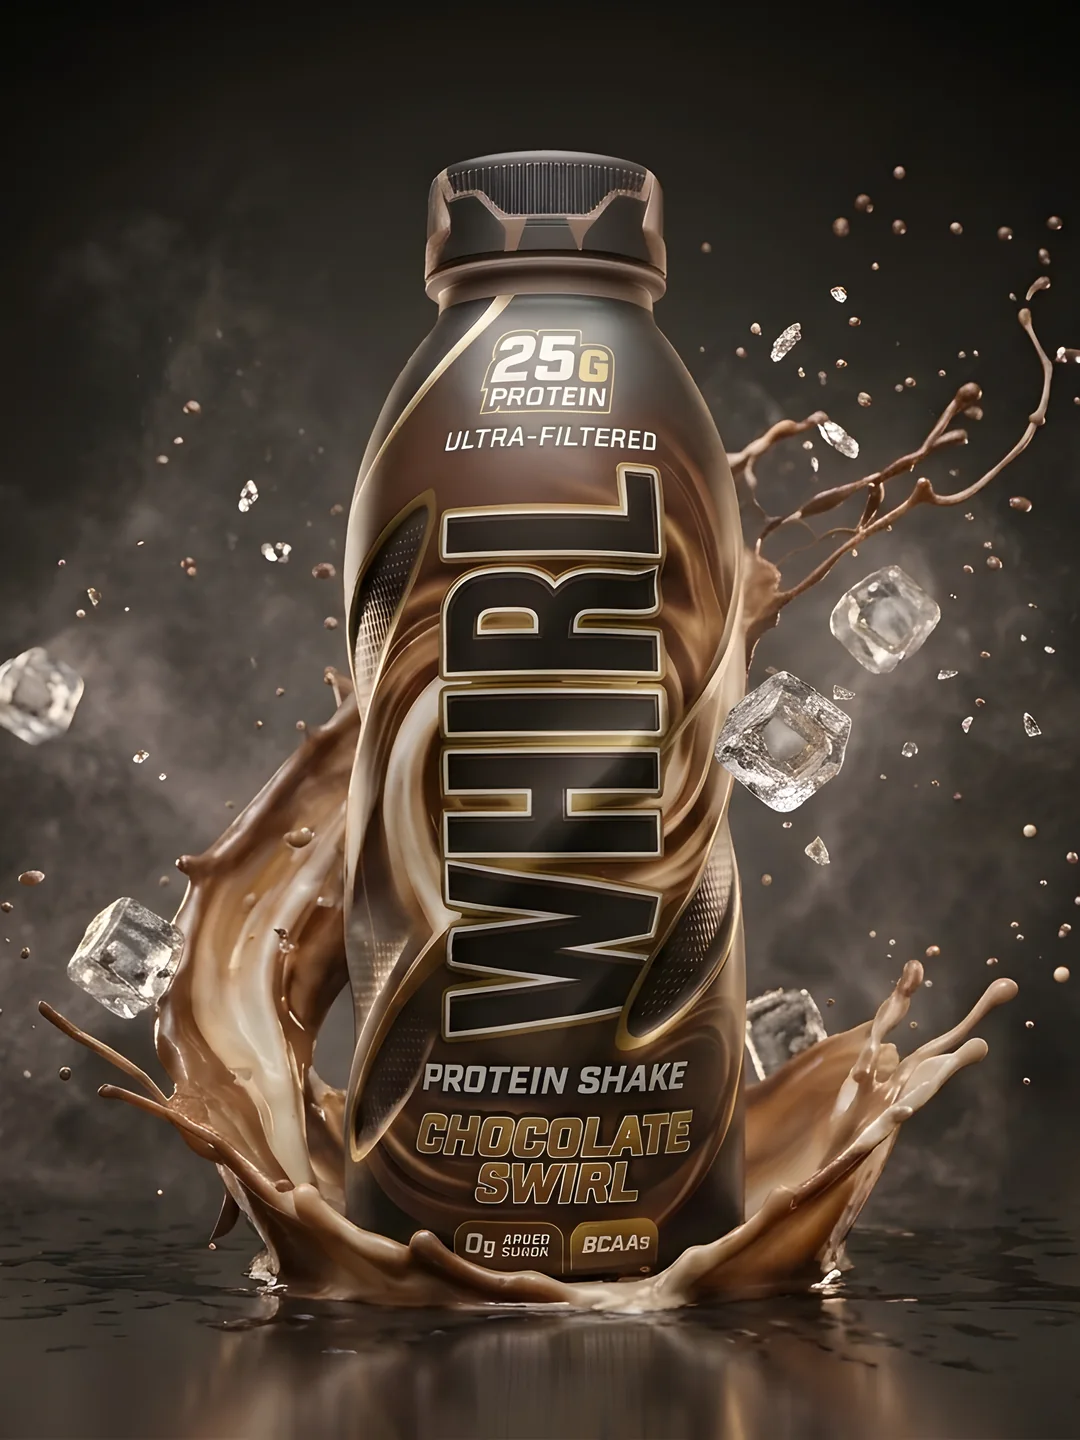 25G
PROTEIN
ULTRA-FILTERED
WHIRL
PROTEIN SHAKE
CHOCOLATE
SWIRL
0g
BCAAs